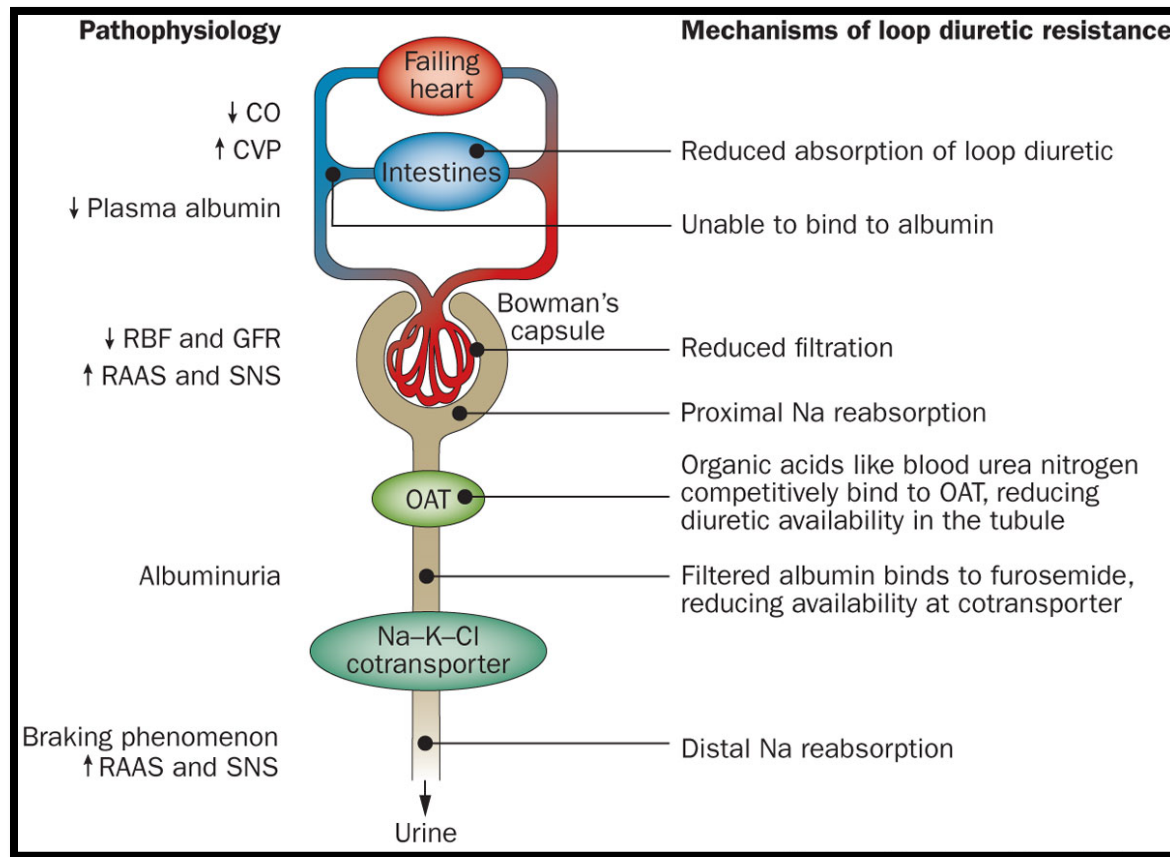 Pathophysiology
Mechanisms of loop diuretic resistance
Failing
heart
↓ CO
↑ CVP
Intestines
Reduced absorption of loop diuretic
↓ Plasma albumin
Unable to bind to albumin
Bowman's
capsule
↓ RBF and GFR
↑ RAAS and SNS
Reduced filtration
Proximal Na reabsorption
OAT
Organic acids like blood urea nitrogen
competitively bind to OAT, reducing
diuretic availability in the tubule
Albuminuria
Filtered albumin binds to furosemide,
reducing availability at cotransporter
Na–K–Cl
cotransporter
Braking phenomenon
↑ RAAS and SNS
Distal Na reabsorption
Urine